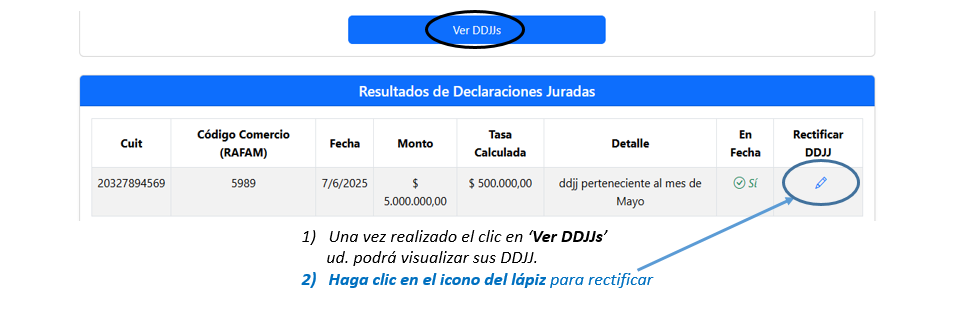 Ver DDJJs
Resultados de Declaraciones Juradas
Cuit Código Comercio (RAFAM) Fecha Monto Tasa Calculada Detalle En Fecha Rectificar DDJJ
20327894569 5989 7/6/2025 $ 5.000.000,00 $ 500.000,00 ddjj perteneciente al mes de Mayo Sí
1) Una vez realizado el clic en ‘Ver DDJJs’
ud. podrá visualizar sus DDJJ.
2) Haga clic en el icono del lápiz para rectificar